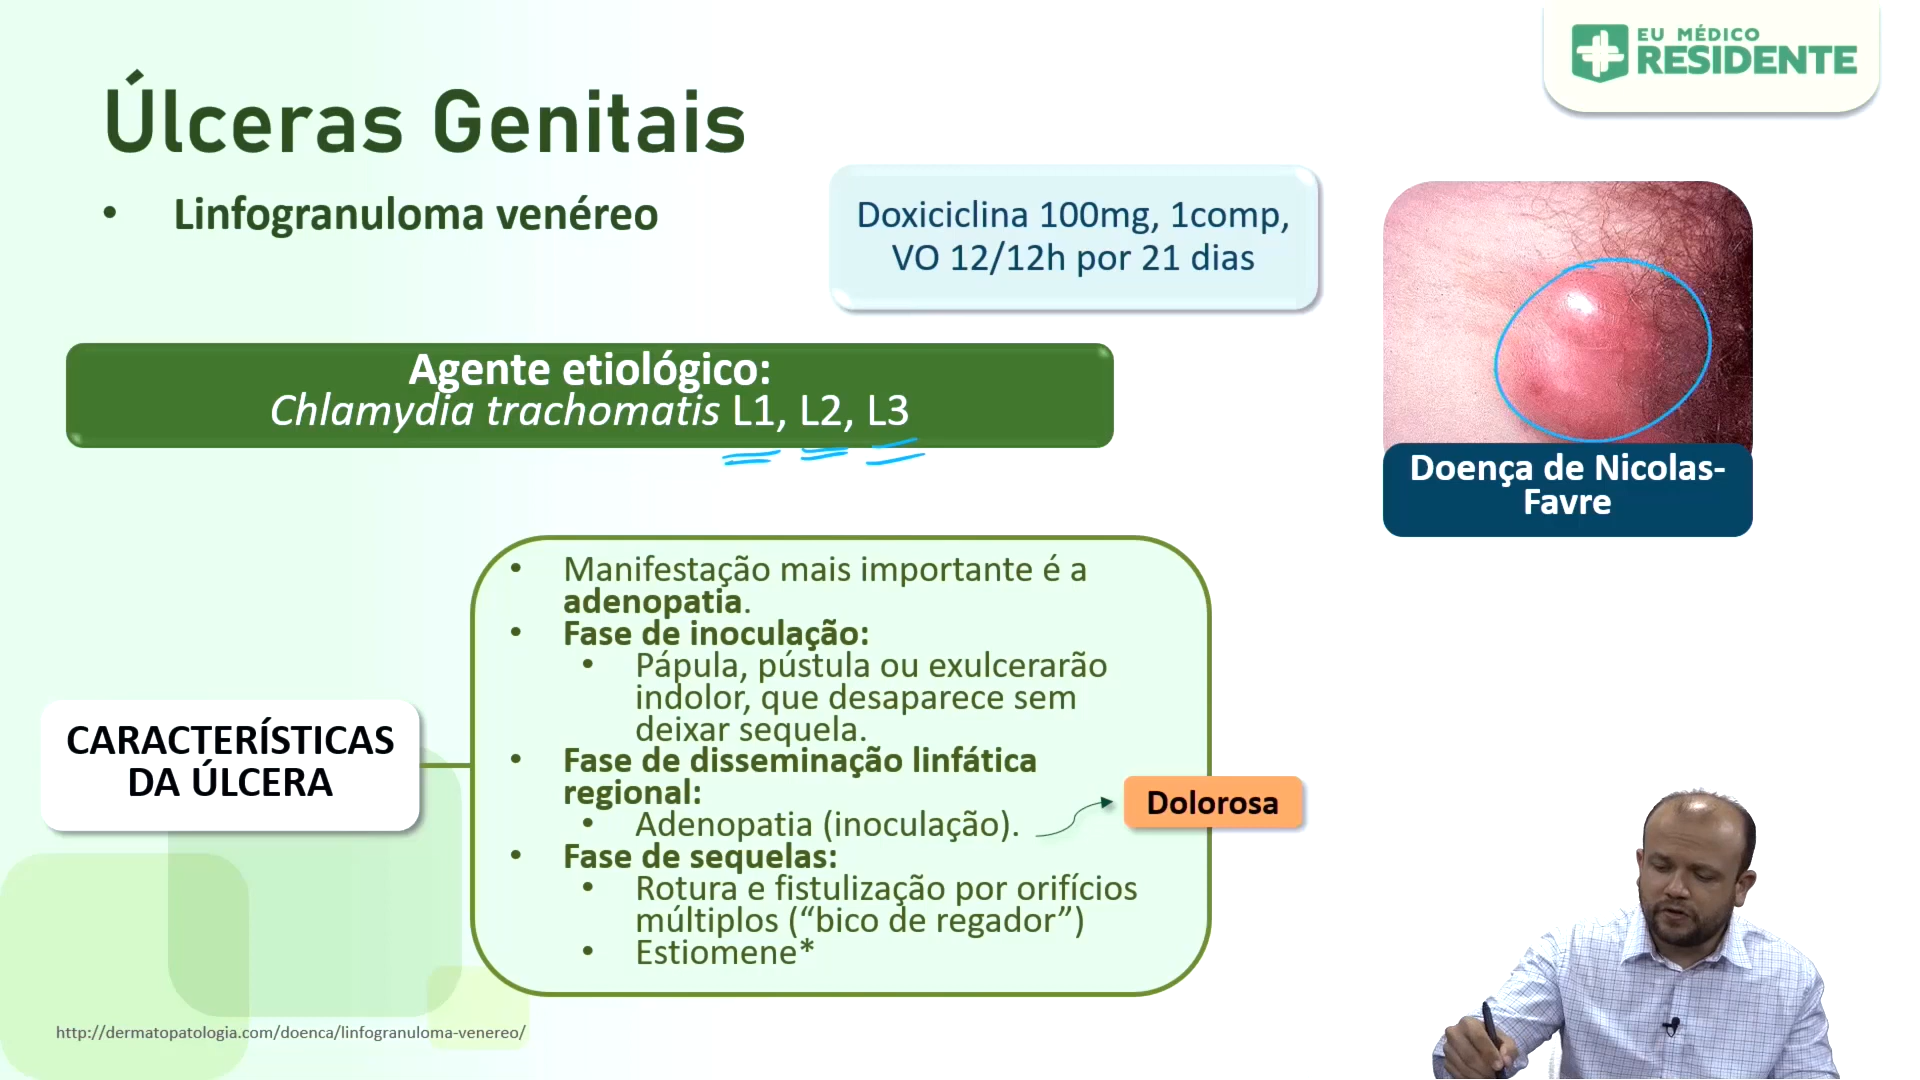 EU MÉDICO
RESIDENTE
Úlceras Genitais
• Linfogranuloma venéreo
Doxiciclina 100mg, 1comp,
VO 12/12h por 21 dias
Agente etiológico:
Chlamydia trachomatis L1, L2, L3
Doença de Nicolas-
Favre
CARACTERÍSTICAS
DA ÚLCERA
• Manifestação mais importante é a
adenopatia.
• Fase de inoculação:
• Pápula, pústula ou exulcerarão
indolor, que desaparece sem
deixar sequela.
• Fase de disseminação linfática
regional:
• Adenopatia (inoculação).
Dolorosa
• Fase de sequelas:
• Rotura e fistulização por orifícios
múltiplos (“bico de regador”)
• Estiomene*
http://dermatopatologia.com/doenca/linfogranuloma-venereo/